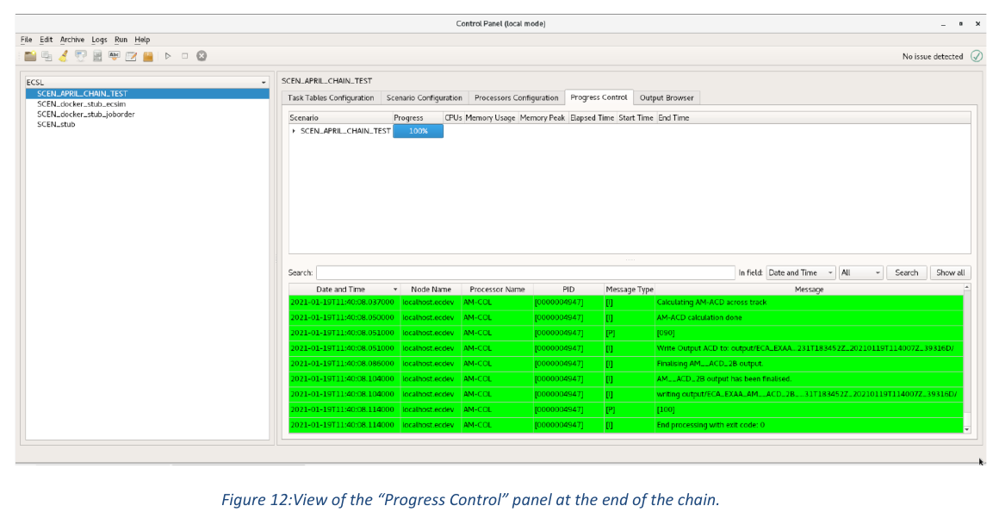 Control Panel (local mode)
File Edit Archive Logs Run Help
Abc
No issue detected
ECSL
SCEN_APRIL_CHAIN_TEST
SCEN_docker_stub_ecsim
SCEN_docker_stub_joborder
SCEN_stub
SCEN_APRIL_CHAIN_TEST
Task Tables Configuration Scenario Configuration Processors Configuration Progress Control Output Browser
Scenario Progress CPUs Memory Usage Memory Peak Elapsed Time Start Time End Time
SCEN_APRIL_CHAIN_TEST 100%
Search: In field: Date and Time All Search Show all
Date and Time Node Name Processor Name PID Message Type Message
2021-01-19T11:40:08.037000 localhost.ecdev AM-COL [0000004947] [I] Calculating AM-ACD across track
2021-01-19T11:40:08.050000 localhost.ecdev AM-COL [0000004947] [I] AM-ACD calculation done
2021-01-19T11:40:08.051000 localhost.ecdev AM-COL [0000004947] [P] [090]
2021-01-19T11:40:08.051000 localhost.ecdev AM-COL [0000004947] [I] Write Output ACD to: output/ECA_EXAA...231T183452Z_20210119T114007Z_39316D/
2021-01-19T11:40:08.086000 localhost.ecdev AM-COL [0000004947] [I] Finalising AM__ACD_2B output.
2021-01-19T11:40:08.104000 localhost.ecdev AM-COL [0000004947] [I] AM__ACD_2B output has been finalised.
2021-01-19T11:40:08.104000 localhost.ecdev AM-COL [0000004947] [I] writing output/ECA_EXAA_AM__ACD_2B_...31T183452Z_20210119T114007Z_39316D/
2021-01-19T11:40:08.114000 localhost.ecdev AM-COL [0000004947] [P] [100]
2021-01-19T11:40:08.114000 localhost.ecdev AM-COL [0000004947] [I] End processing with exit code: 0
Figure 12:View of the “Progress Control” panel at the end of the chain.